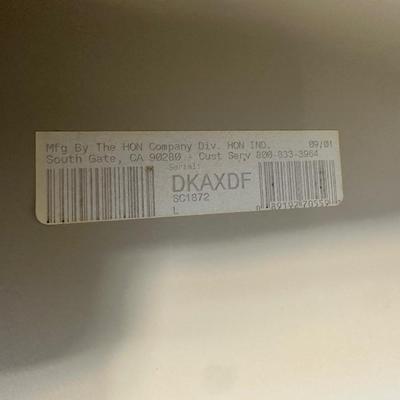 Mfg By The HON Company Div. HON IND. 09/01
South Gate, CA 90280 - Cust Serv 800-833-3964
Serial:
DKAXDF
SC1872
L